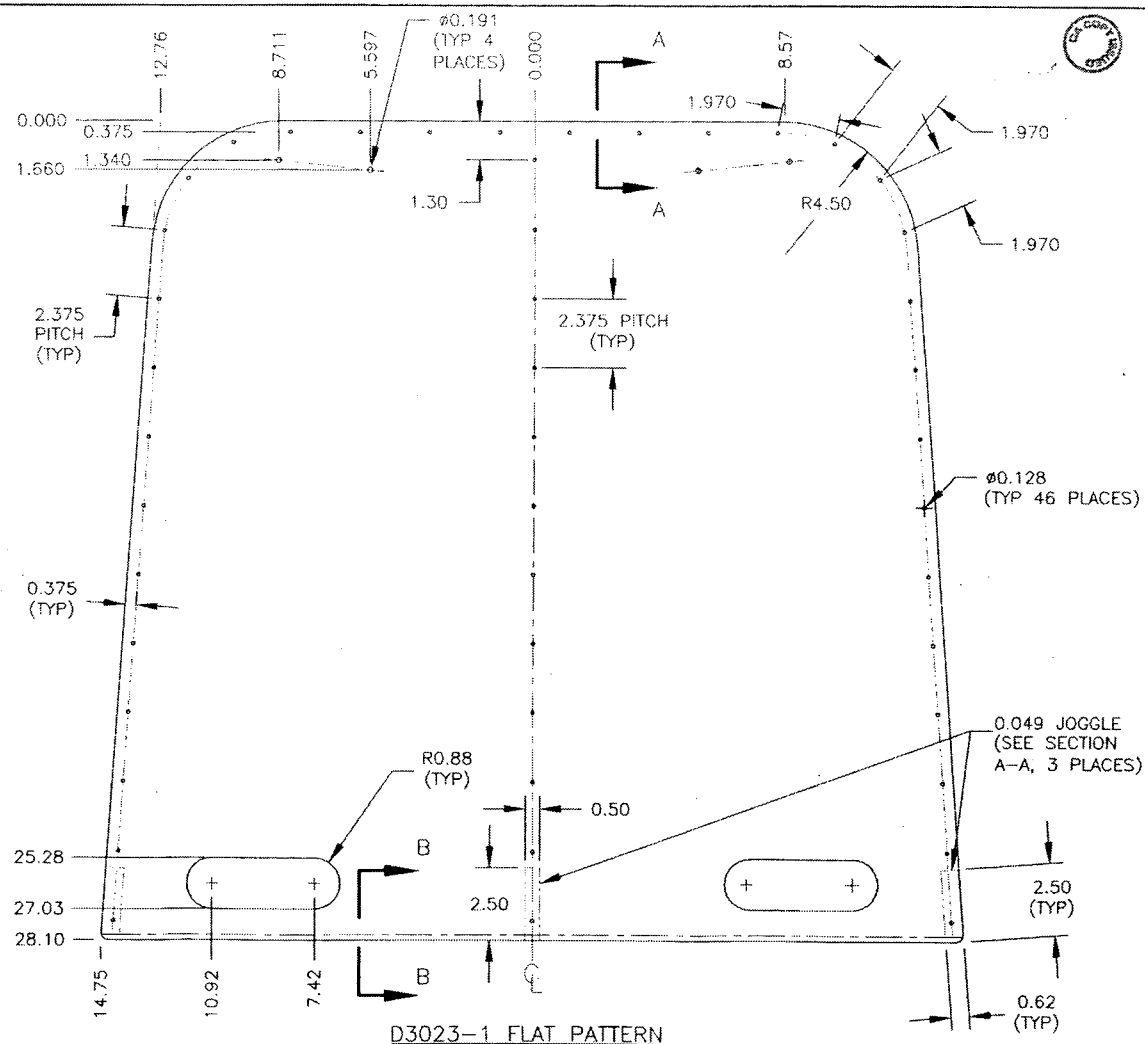 12.76
8.711
5.597
ø0.191
(TYP 4
PLACES)
0.000
A
8.57
COPY ISSUED
0.000
0.375
1.340
1.660
1.970
1.970
1.30
A
R4.50
1.970
2.375
PITCH
(TYP)
2.375 PITCH
(TYP)
ø0.128
(TYP 46 PLACES)
0.375
(TYP)
0.049 JOGGLE
(SEE SECTION
A-A, 3 PLACES)
R0.88
(TYP)
0.50
25.28
27.03
28.10
B
2.50
2.50
(TYP)
14.75
10.92
7.42
B
CL
0.62
(TYP)
D3023-1 FLAT PATTERN